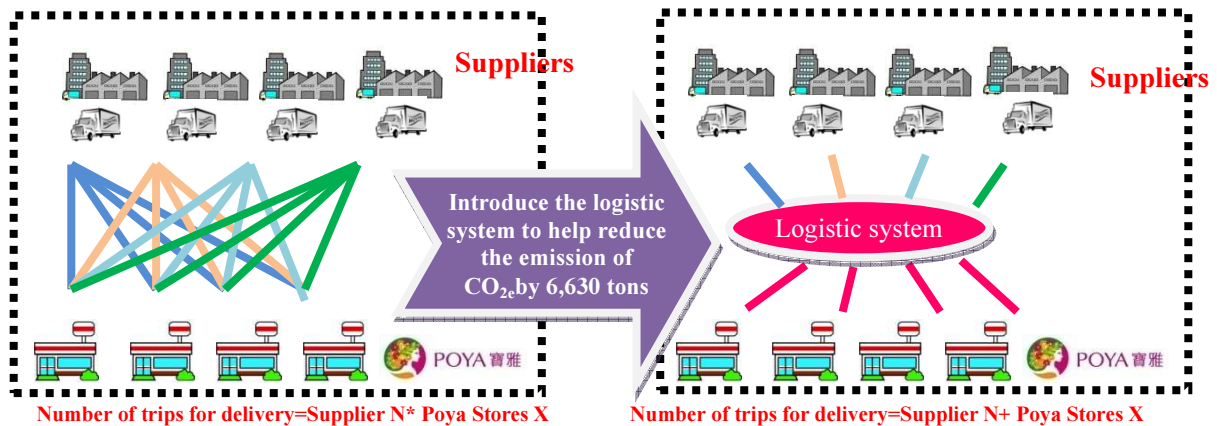 Suppliers
Introduce the logistic
system to help reduce
the emission of
CO2e by 6,630 tons
POYA 寶雅
Number of trips for delivery=Supplier N* Poya Stores X
Suppliers
Logistic system
POYA 寶雅
Number of trips for delivery=Supplier N+ Poya Stores X